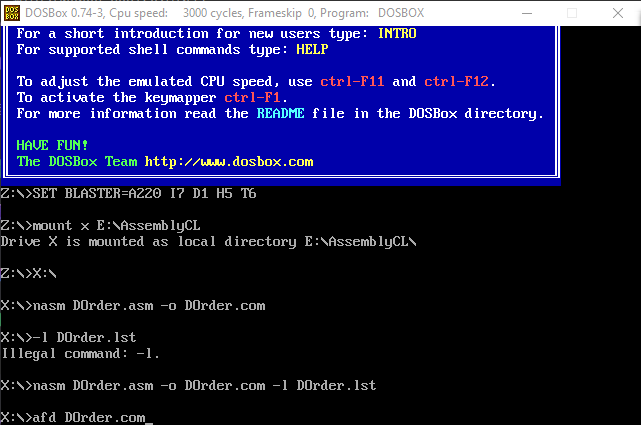 DOSBox 0.74-3, Cpu speed: 3000 cycles, Frameskip 0, Program: DOSBOX
For a short introduction for new users type: INTRO
For supported shell commands type: HELP
To adjust the emulated CPU speed, use ctrl-F11 and ctrl-F12.
To activate the keymapper ctrl-F1.
For more information read the README file in the DOSBox directory.
HAVE FUN!
The DOSBox Team http://www.dosbox.com
Z:\>SET BLASTER=A220 I7 D1 H5 T6
Z:\>mount x E:\AssemblyCL
Drive X is mounted as local directory E:\AssemblyCL\
Z:\>X:\
X:\>nasm DOrder.asm -o DOrder.com
X:\>-l DOrder.lst
Illegal command: -l.
X:\>nasm DOrder.asm -o DOrder.com -l DOrder.lst
X:\>afd DOrder.com_